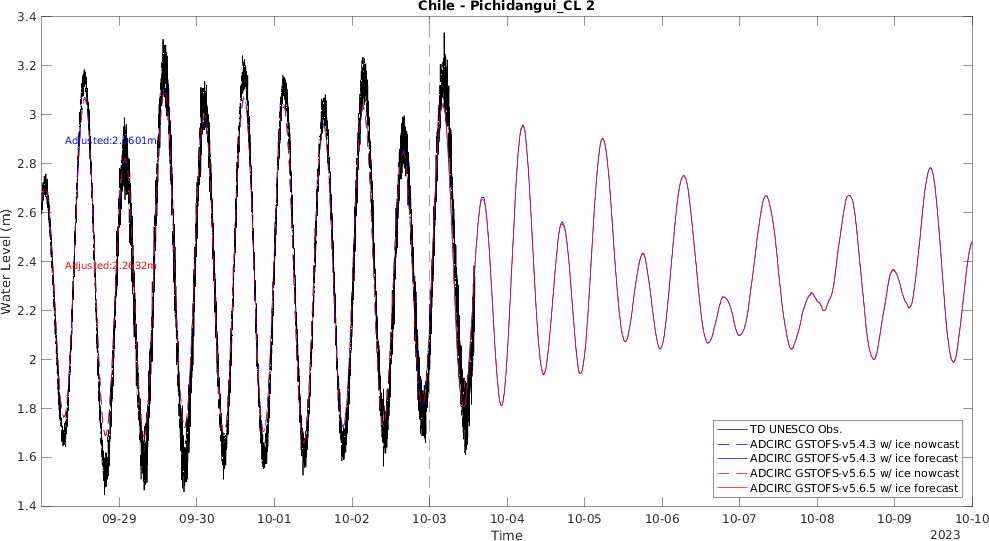 Chile - Pichidangui_CL 2
Water Level (m)
3.4
3.2
3
2.8
2.6
2.4
2.2
2
1.8
1.6
1.4
Adjusted:2.2601m
Adjusted:2.2632m
TD UNESCO Obs.
ADCIRC GSTOFS-v5.4.3 w/ ice nowcast
ADCIRC GSTOFS-v5.4.3 w/ ice forecast
ADCIRC GSTOFS-v5.6.5 w/ ice nowcast
ADCIRC GSTOFS-v5.6.5 w/ ice forecast
09-29 09-30 10-01 10-02 10-03 10-04 10-05 10-06 10-07 10-08 10-09 10-10
Time
2023